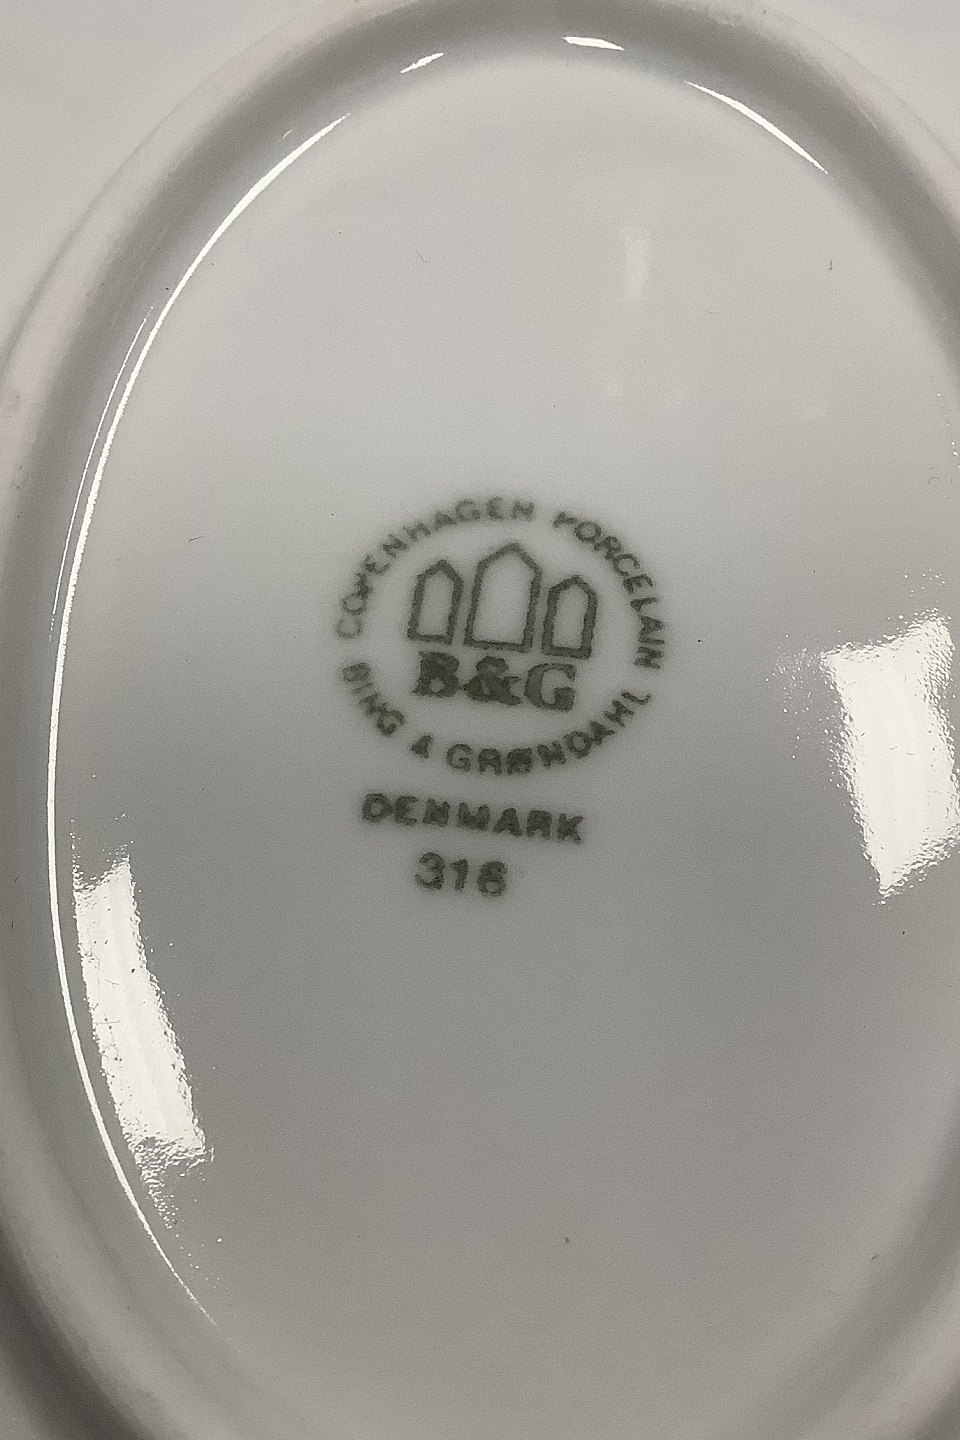 COPENHAGEN PORCELAIN
B&G
BING & GRØNDAHL
DENMARK
316